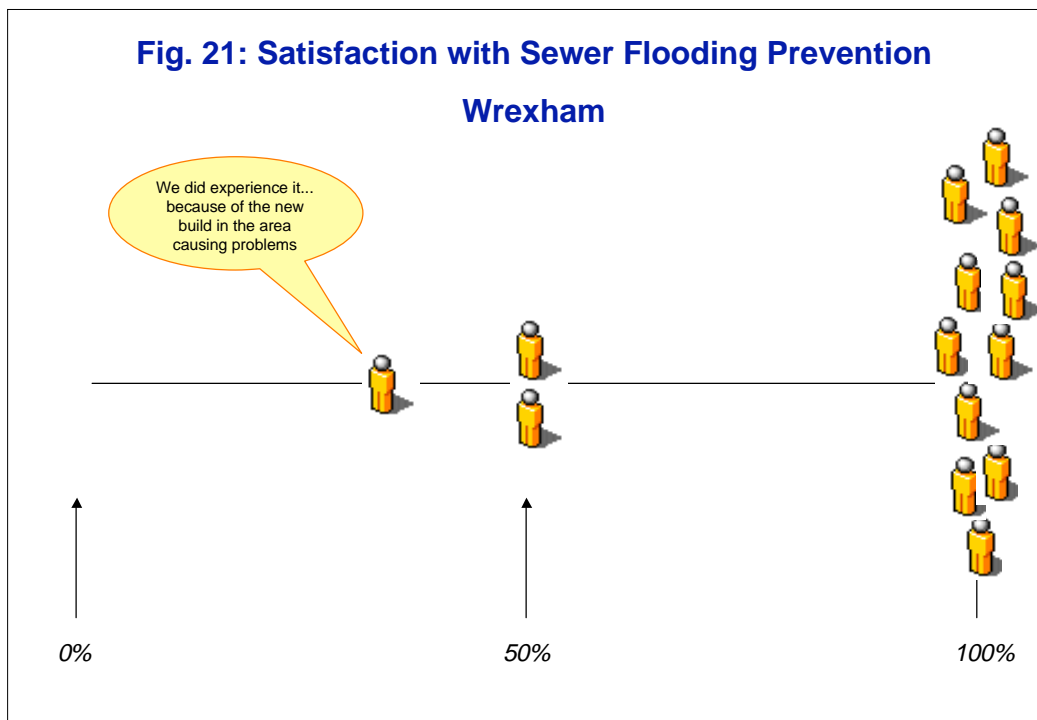 Fig. 21: Satisfaction with Sewer Flooding Prevention
Wrexham
We did experience it...
because of the new
build in the area
causing problems
0%
50%
100%